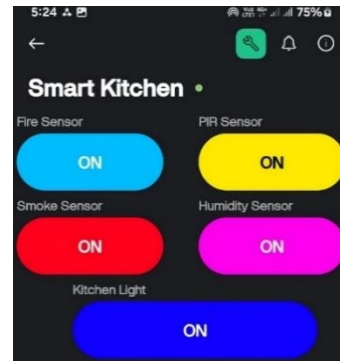 5:24 75%
Smart Kitchen
Fire Sensor PIR Sensor
ON ON
Smoke Sensor Humidity Sensor
ON ON
Kitchen Light
ON